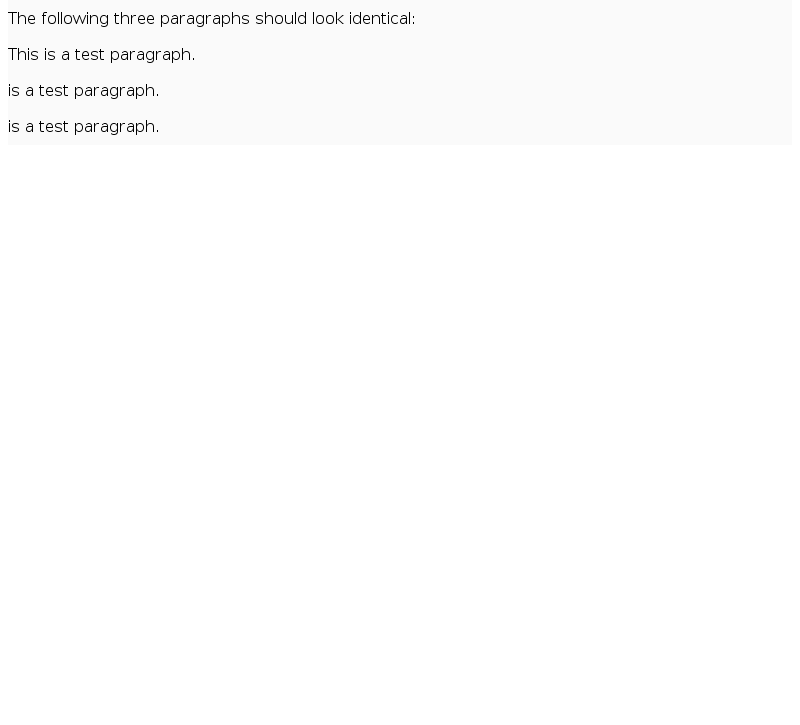 The following three paragraphs should look identical:
This is a test paragraph.
is a test paragraph.
is a test paragraph.